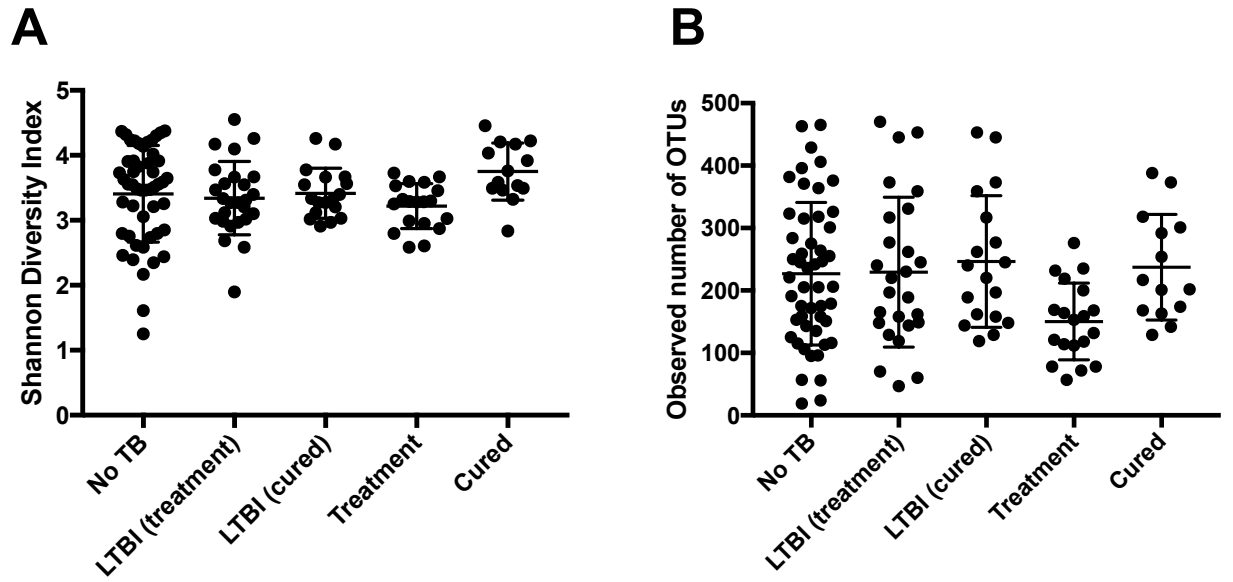 A
Shannon Diversity Index
5
4
3
2
1
0
No TB
LTBI (treatment)
LTBI (cured)
Treatment
Cured
B
Observed number of OTUs
500
400
300
200
100
0
No TB
LTBI (treatment)
LTBI (cured)
Treatment
Cured